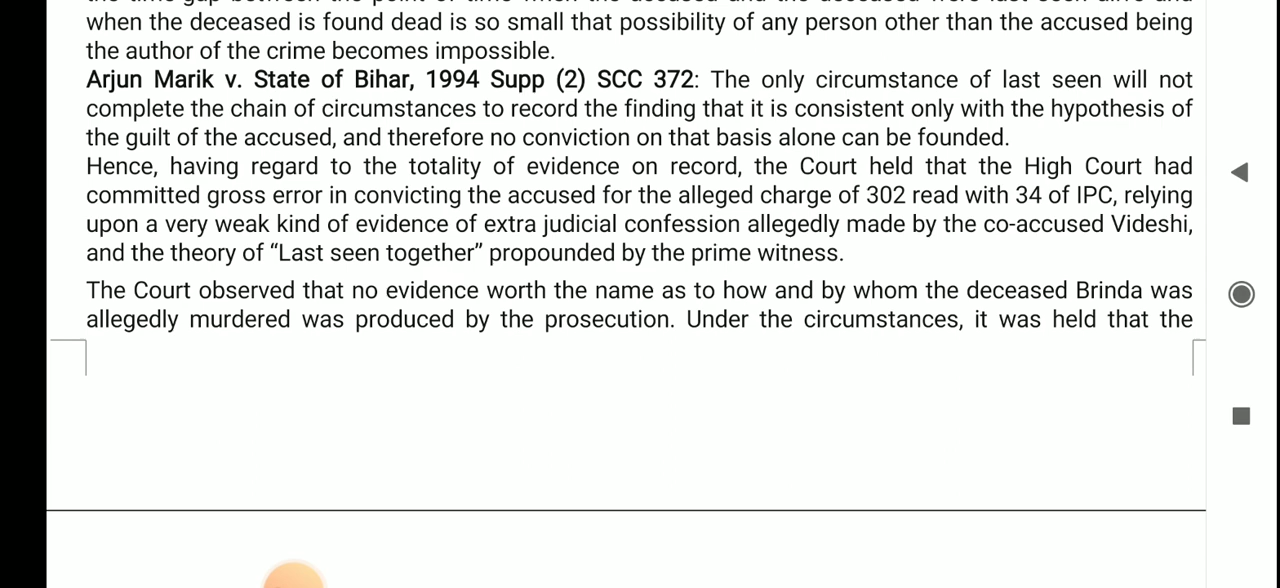 when the deceased is found dead is so small that possibility of any person other than the accused being
the author of the crime becomes impossible.
Arjun Marik v. State of Bihar, 1994 Supp (2) SCC 372: The only circumstance of last seen will not
complete the chain of circumstances to record the finding that it is consistent only with the hypothesis of
the guilt of the accused, and therefore no conviction on that basis alone can be founded.
Hence, having regard to the totality of evidence on record, the Court held that the High Court had
committed gross error in convicting the accused for the alleged charge of 302 read with 34 of IPC, relying
upon a very weak kind of evidence of extra judicial confession allegedly made by the co-accused Videshi,
and the theory of “Last seen together” propounded by the prime witness.
The Court observed that no evidence worth the name as to how and by whom the deceased Brinda was
allegedly murdered was produced by the prosecution. Under the circumstances, it was held that the